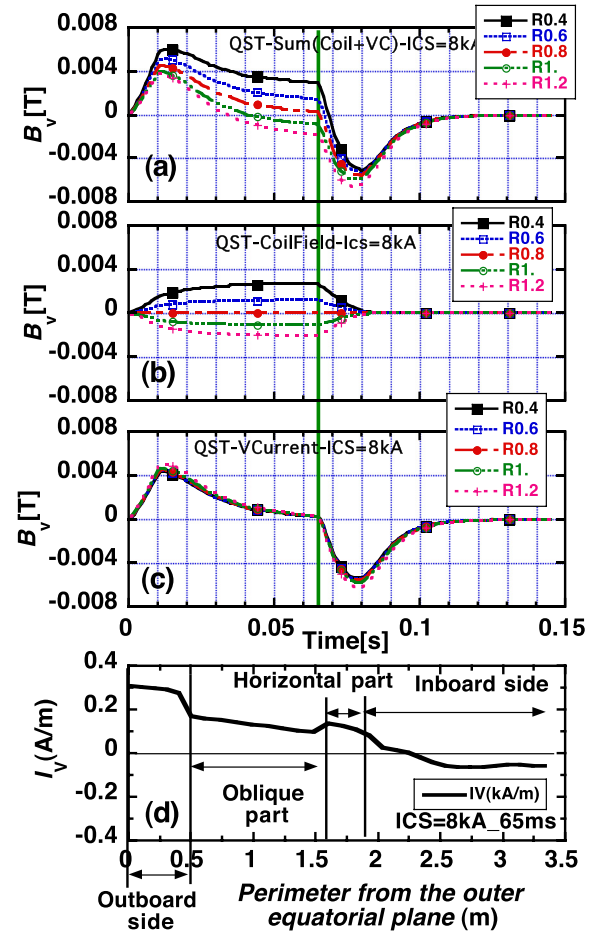 0.008
QST-Sum(Coil+VC)-ICS=8kA
R0.4
R0.6
R0.8
R1.
R1.2
0.004
0
-0.004
-0.008
Bv[T]
(a)
0.008
QST-CoilField-Ics=8kA
R0.4
R0.6
R0.8
R1.
R1.2
0.004
0
-0.004
-0.008
Bv[T]
(b)
0.008
QST-VCurrent-ICS=8kA
R0.4
R0.6
R0.8
R1.
R1.2
0.004
0
-0.004
-0.008
Bv[T]
(c)
0 0.05 0.10 0.15
Time[s]
0.4
0.2
0
-0.2
-0.4
IV(A/m)
Horizontal part
Inboard side
Oblique
part
(d)
IV(kA/m)
ICS=8kA_65ms
0 0.5 1 1.5 2 2.5 3 3.5
Outboard
side
Perimeter from the outer
equatorial plane (m)